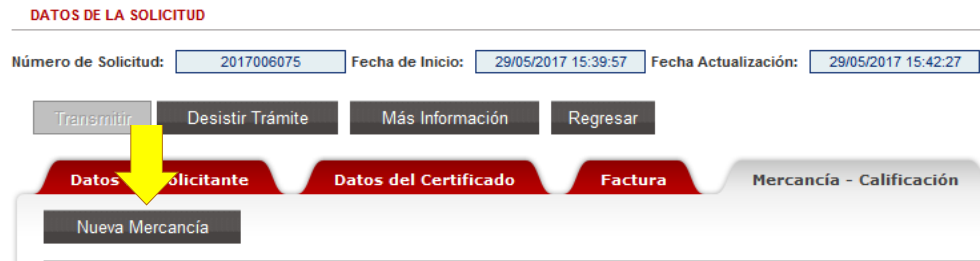 DATOS DE LA SOLICITUD
Número de Solicitud: 2017006075 Fecha de Inicio: 29/05/2017 15:39:57 Fecha Actualización: 29/05/2017 15:42:27
Transmitir Desistir Trámite Más Información Regresar
Datos olicitante Datos del Certificado Factura Mercancía - Calificación
Nueva Mercancía